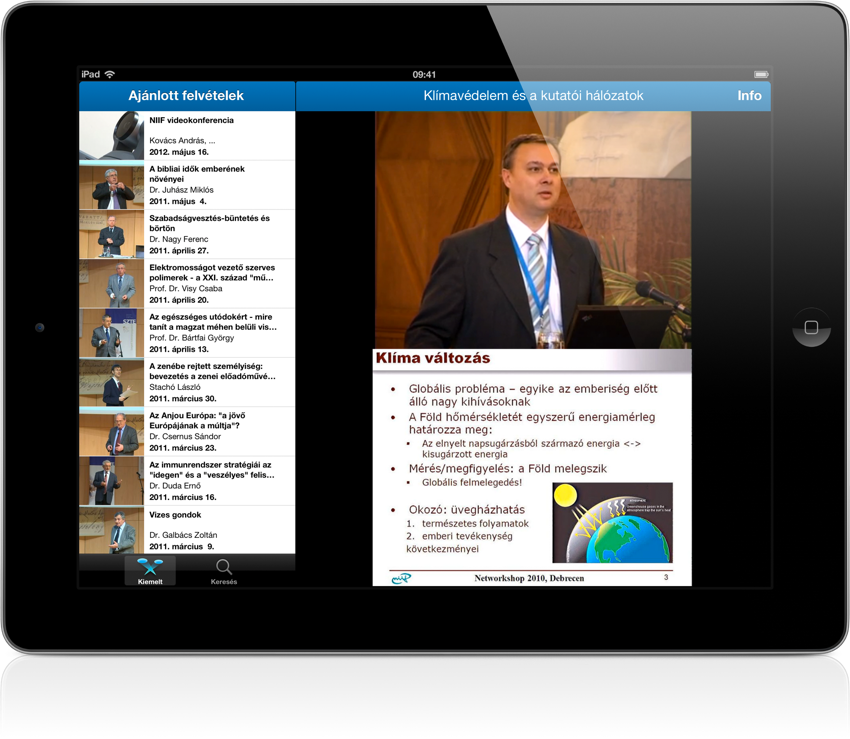 iPad
09:41
Ajánlott felvételek
Klímavédelem és a kutatói hálózatok
Info
NIIF videokonferencia
Kovács András, ...
2012. május 16.
A bibliai idők emberének
növényei
Dr. Juhász Miklós
2011. május 4.
Szabadságvesztés-büntetés és
börtön
Dr. Nagy Ferenc
2011. április 27.
Elektromosságot vezető szerves
polimerek - a XXI. század "mű...
Prof. Dr. Visy Csaba
2011. április 20.
Az egészséges utódokért - mire
tanít a magzat méhen belüli vis...
Prof. Dr. Bártfai György
2011. április 13.
A zenébe rejtett személyiség:
bevezetés a zenei előadóművé...
Stachó László
2011. március 30.
Az Anjou Európa: "a jövő
Európájának a múltja"?
Dr. Csernus Sándor
2011. március 23.
Az immunrendszer stratégiái az
"idegen" és a "veszélyes" felis...
Dr. Duda Ernő
2011. március 16.
Vizes gondok
Dr. Galbács Zoltán
2011. március 9.
Kiemelt
Keresés
Klíma változás
• Globális probléma – egyike az emberiség előtt
álló nagy kihívásoknak
• A Föld hőmérsékletét egyszerű energiamérleg
határozza meg:
• Az elnyelt napsugárzásból származó energia <->
kisugárzott energia
• Mérés/megfigyelés: a Föld melegszik
• Globális felmelegedés!
• Okozó: üvegházhatás
1. természetes folyamatok
2. emberi tevékenység
következményei
Networkshop 2010, Debrecen
3